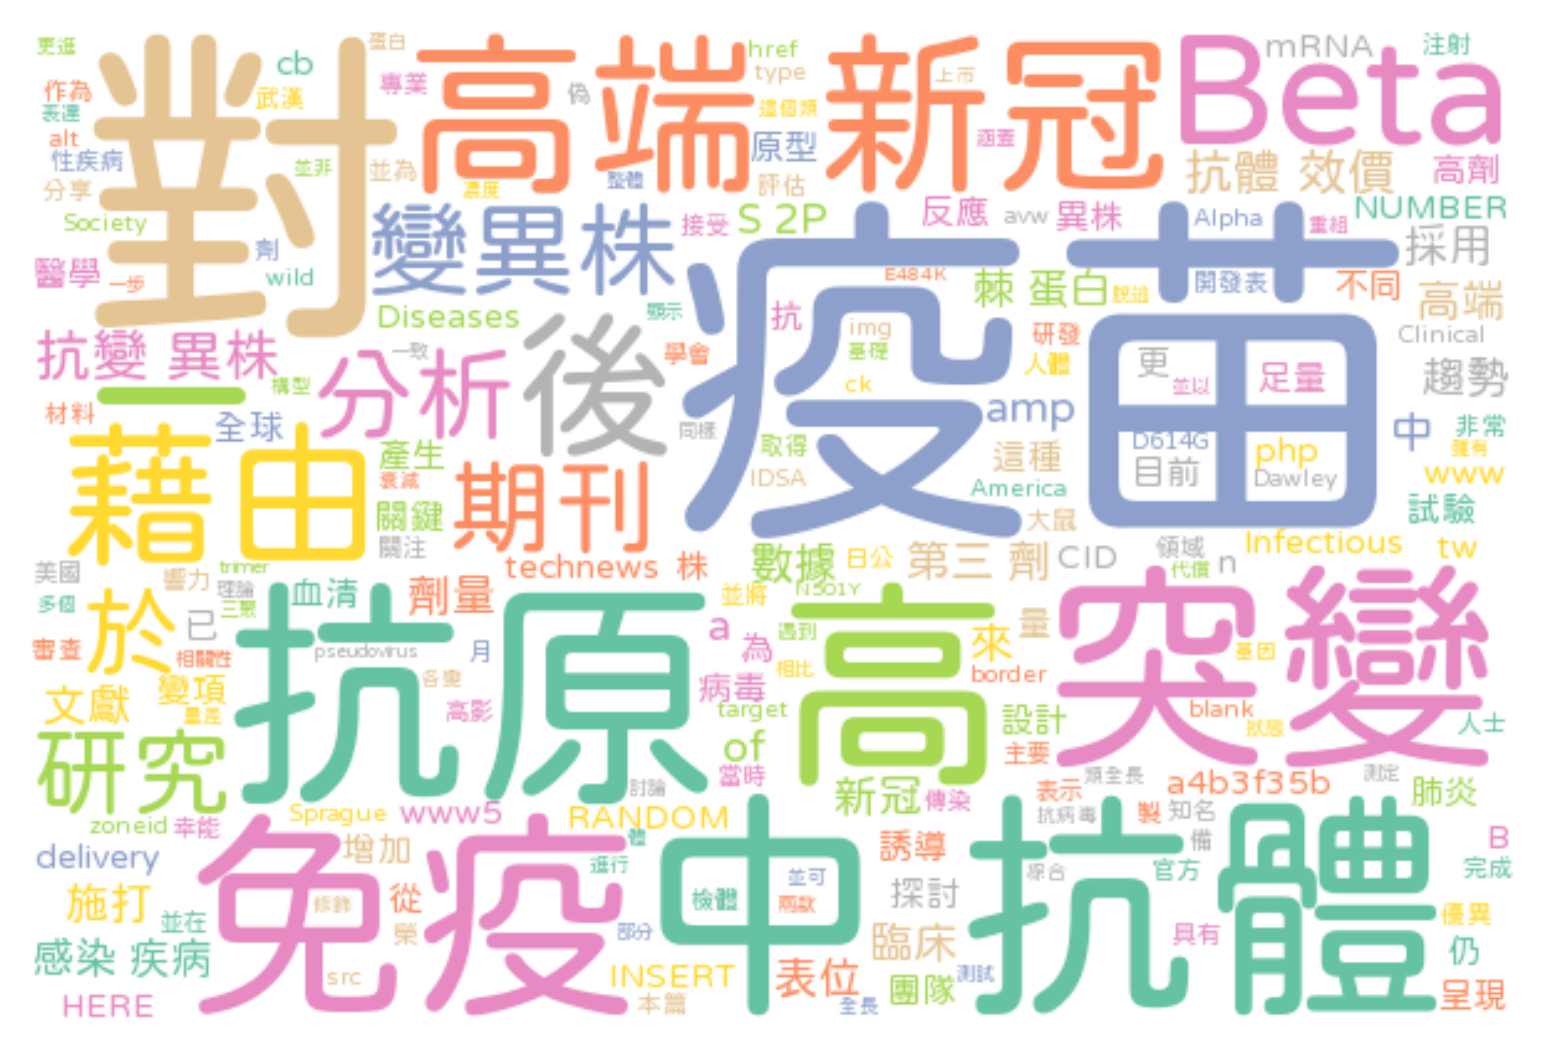 更進
蛋白
href
mRNA
注射
cb
專業
type
上市
對
高端
新冠
Beta
作為
武漢
偽
這個類
表達
alt
涵蓋
性疾病
並非
並為
原型
抗體 效價
高劑
分享
濃度
整體
評估
Society
接受
S 2P
反應
avw
異株
Alpha
重組
NUMBER
變異株
劑
採用
醫學
一步
wild
E484K
棘 蛋白
脫逃
開發表
不同
高端
Diseases
顯示
抗
img
研發
Clinical
抗變 異株
一致
學會
基礎
人體
更
並以
足量
趨勢
疫苗
後
分析
構型
ck
一
材料
全球
同樣
amp
D614G
中
非常
藉由
產生
取得
這種
php
擁有
衰減
期刊
IDSA
America
目前
Dawley
www
關鍵
大鼠
試驗
關注
Infectious
tw
technews
株
數據
日公
第三 劑
CID
領域
代價
n
美國
響力
trimer
理論
血清
劑量
並將
N501Y
多個
三聚
於
已
抗原
高
突變
a
遇到
來
量
審查
相關性
pseudovirus
月
為
基因
各變
相比
border
文獻
變項
量差
高影
病毒
target
設計
blank
狀態
人士
研究
of
主要
當時
類全長
測定
討論
新冠
傳染
表示
a4b3f35b
肺炎
zoneid
幸能
Sprague
www5
RANDOM
抗病毒
製
知名
體
誘導
備
B
delivery
增加
進行
綜合
官方
完成
免疫
中
抗體
施打
修飾
從
檢體
並可
兩款
探討
並在
榮
部分
具有
優異
感染 疾病
臨床
仍
src
INSERT
表位
測試
HERE
本篇
全長
團隊
呈現